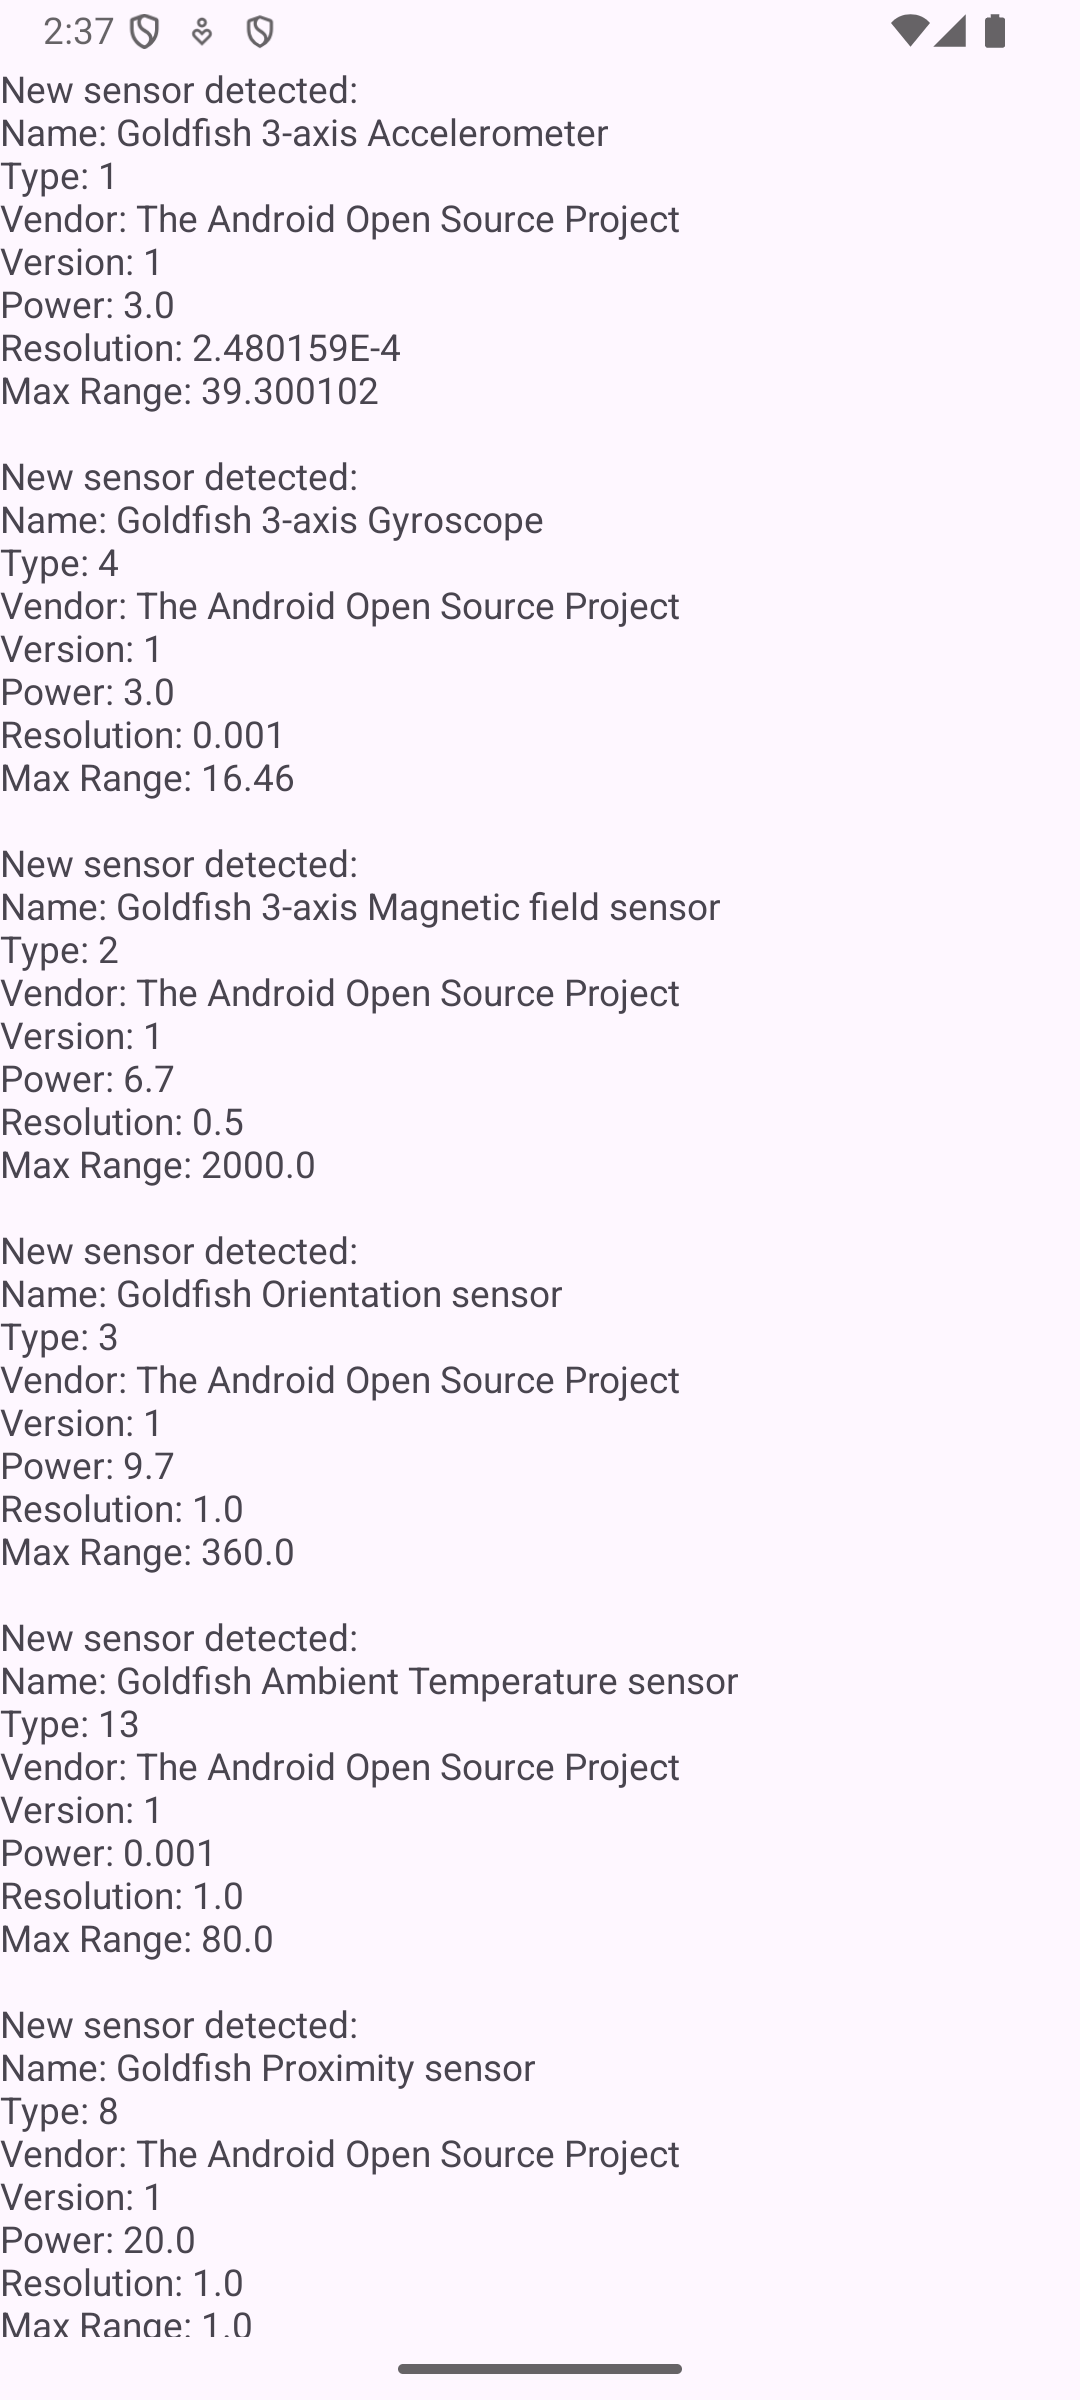 2:37
New sensor detected:
Name: Goldfish 3-axis Accelerometer
Type: 1
Vendor: The Android Open Source Project
Version: 1
Power: 3.0
Resolution: 2.480159E-4
Max Range: 39.300102
New sensor detected:
Name: Goldfish 3-axis Gyroscope
Type: 4
Vendor: The Android Open Source Project
Version: 1
Power: 3.0
Resolution: 0.001
Max Range: 16.46
New sensor detected:
Name: Goldfish 3-axis Magnetic field sensor
Type: 2
Vendor: The Android Open Source Project
Version: 1
Power: 6.7
Resolution: 0.5
Max Range: 2000.0
New sensor detected:
Name: Goldfish Orientation sensor
Type: 3
Vendor: The Android Open Source Project
Version: 1
Power: 9.7
Resolution: 1.0
Max Range: 360.0
New sensor detected:
Name: Goldfish Ambient Temperature sensor
Type: 13
Vendor: The Android Open Source Project
Version: 1
Power: 0.001
Resolution: 1.0
Max Range: 80.0
New sensor detected:
Name: Goldfish Proximity sensor
Type: 8
Vendor: The Android Open Source Project
Version: 1
Power: 20.0
Resolution: 1.0
Max Range: 1.0